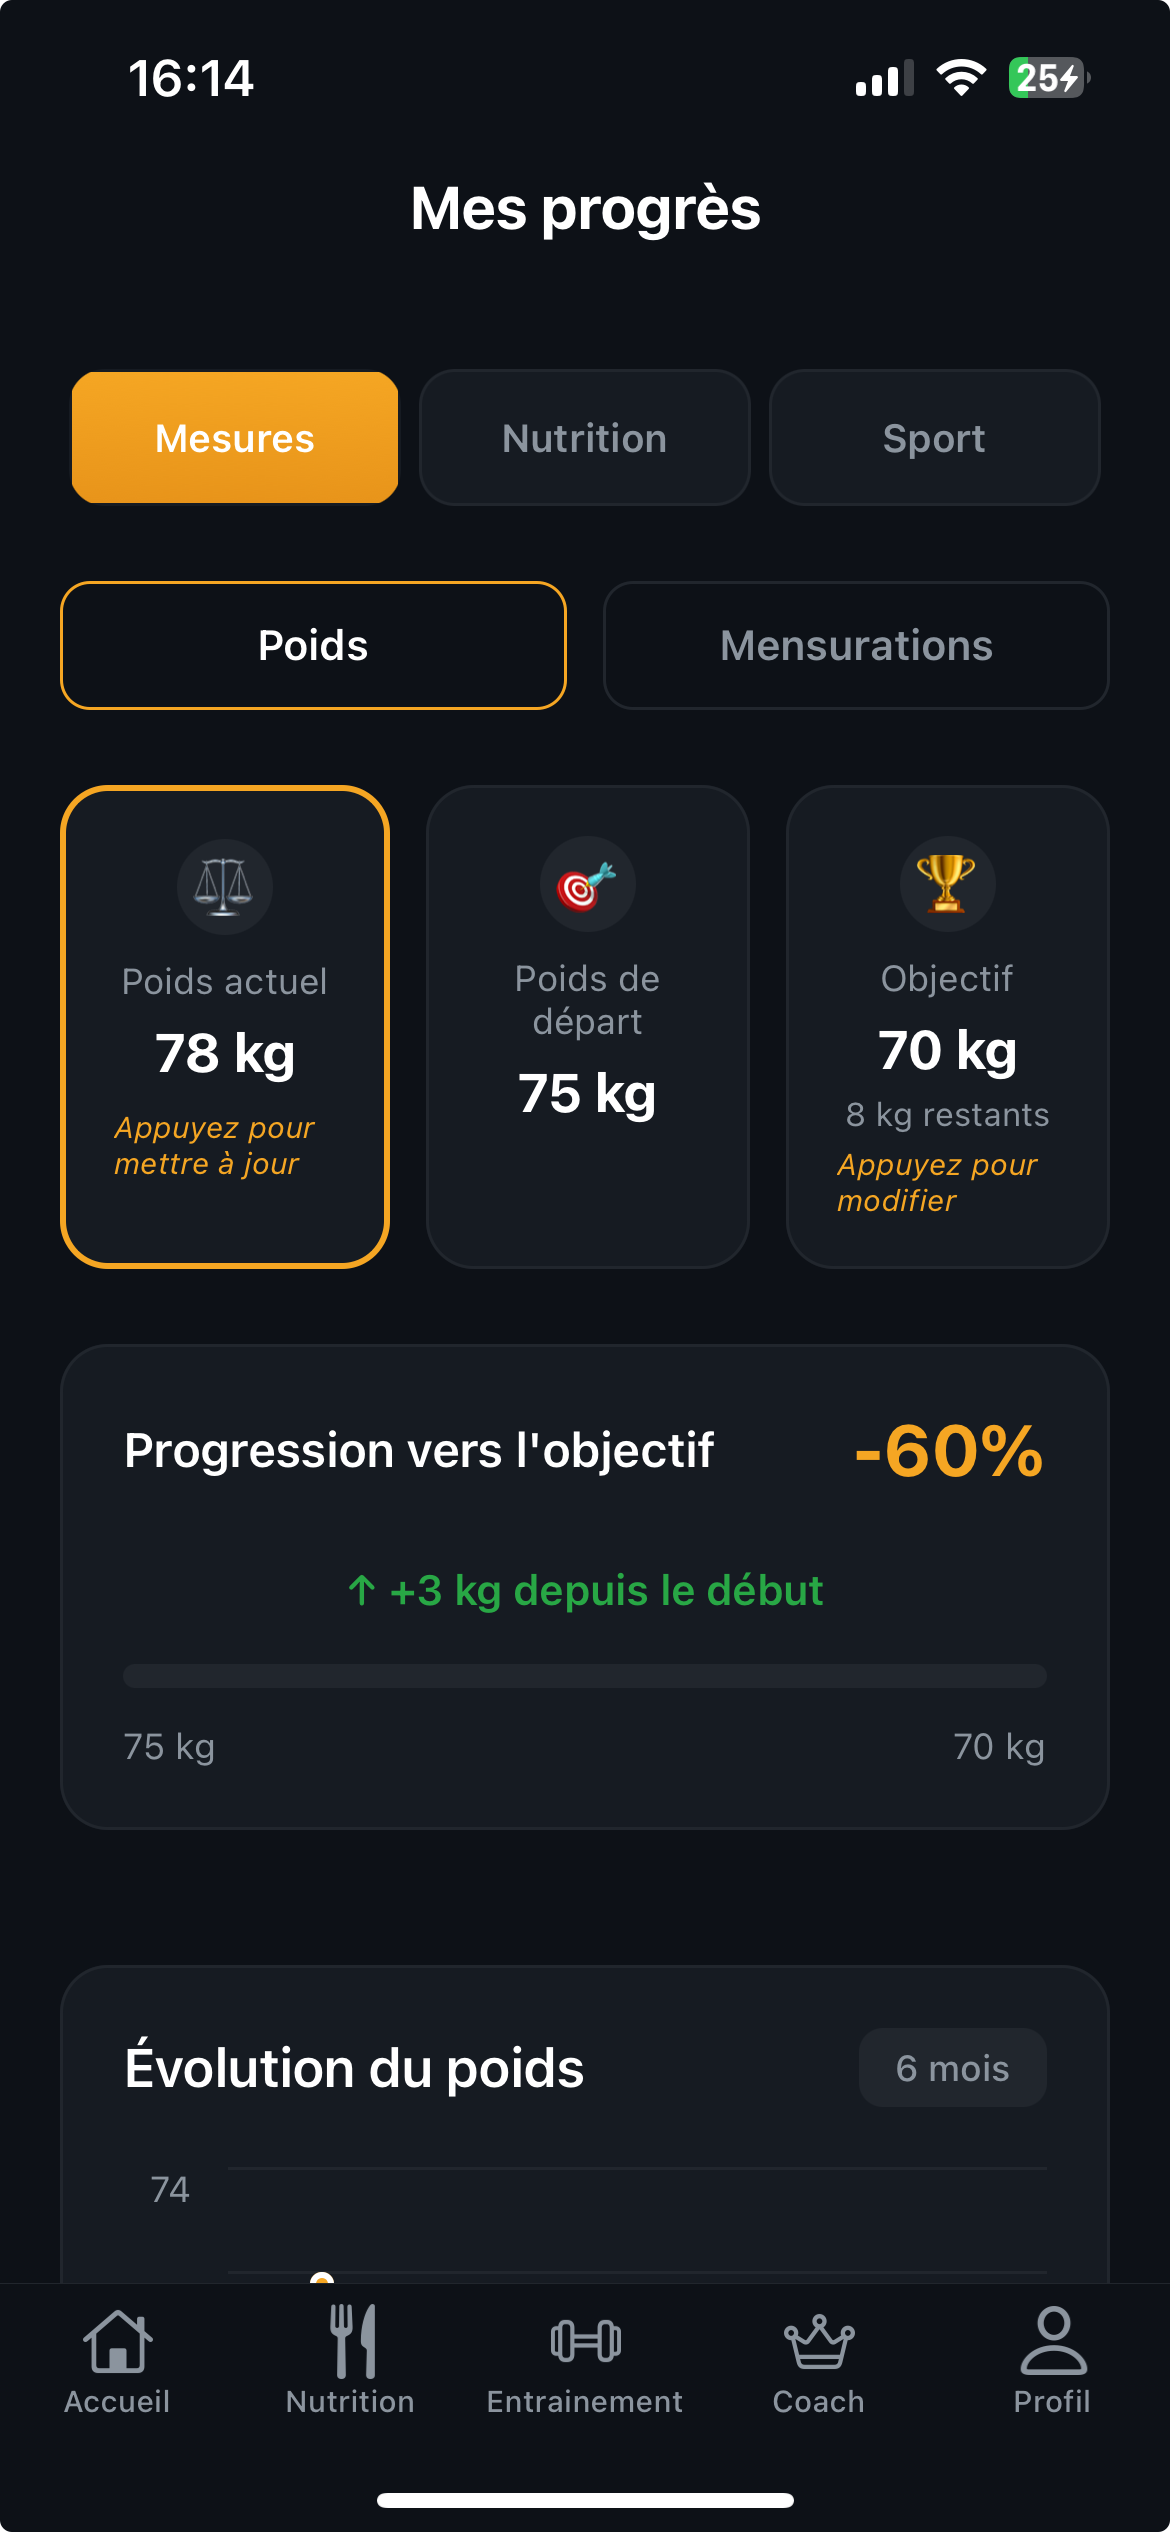 16:14
25
Mes progrès
Mesures
Nutrition
Sport
Poids
Mensurations
Poids actuel
78 kg
Appuyez pour
mettre à jour
Poids de
départ
75 kg
Objectif
70 kg
8 kg restants
Appuyez pour
modifier
Progression vers l'objectif
-60%
↑ +3 kg depuis le début
75 kg
70 kg
Évolution du poids
6 mois
74
Accueil
Nutrition
Entrainement
Coach
Profil